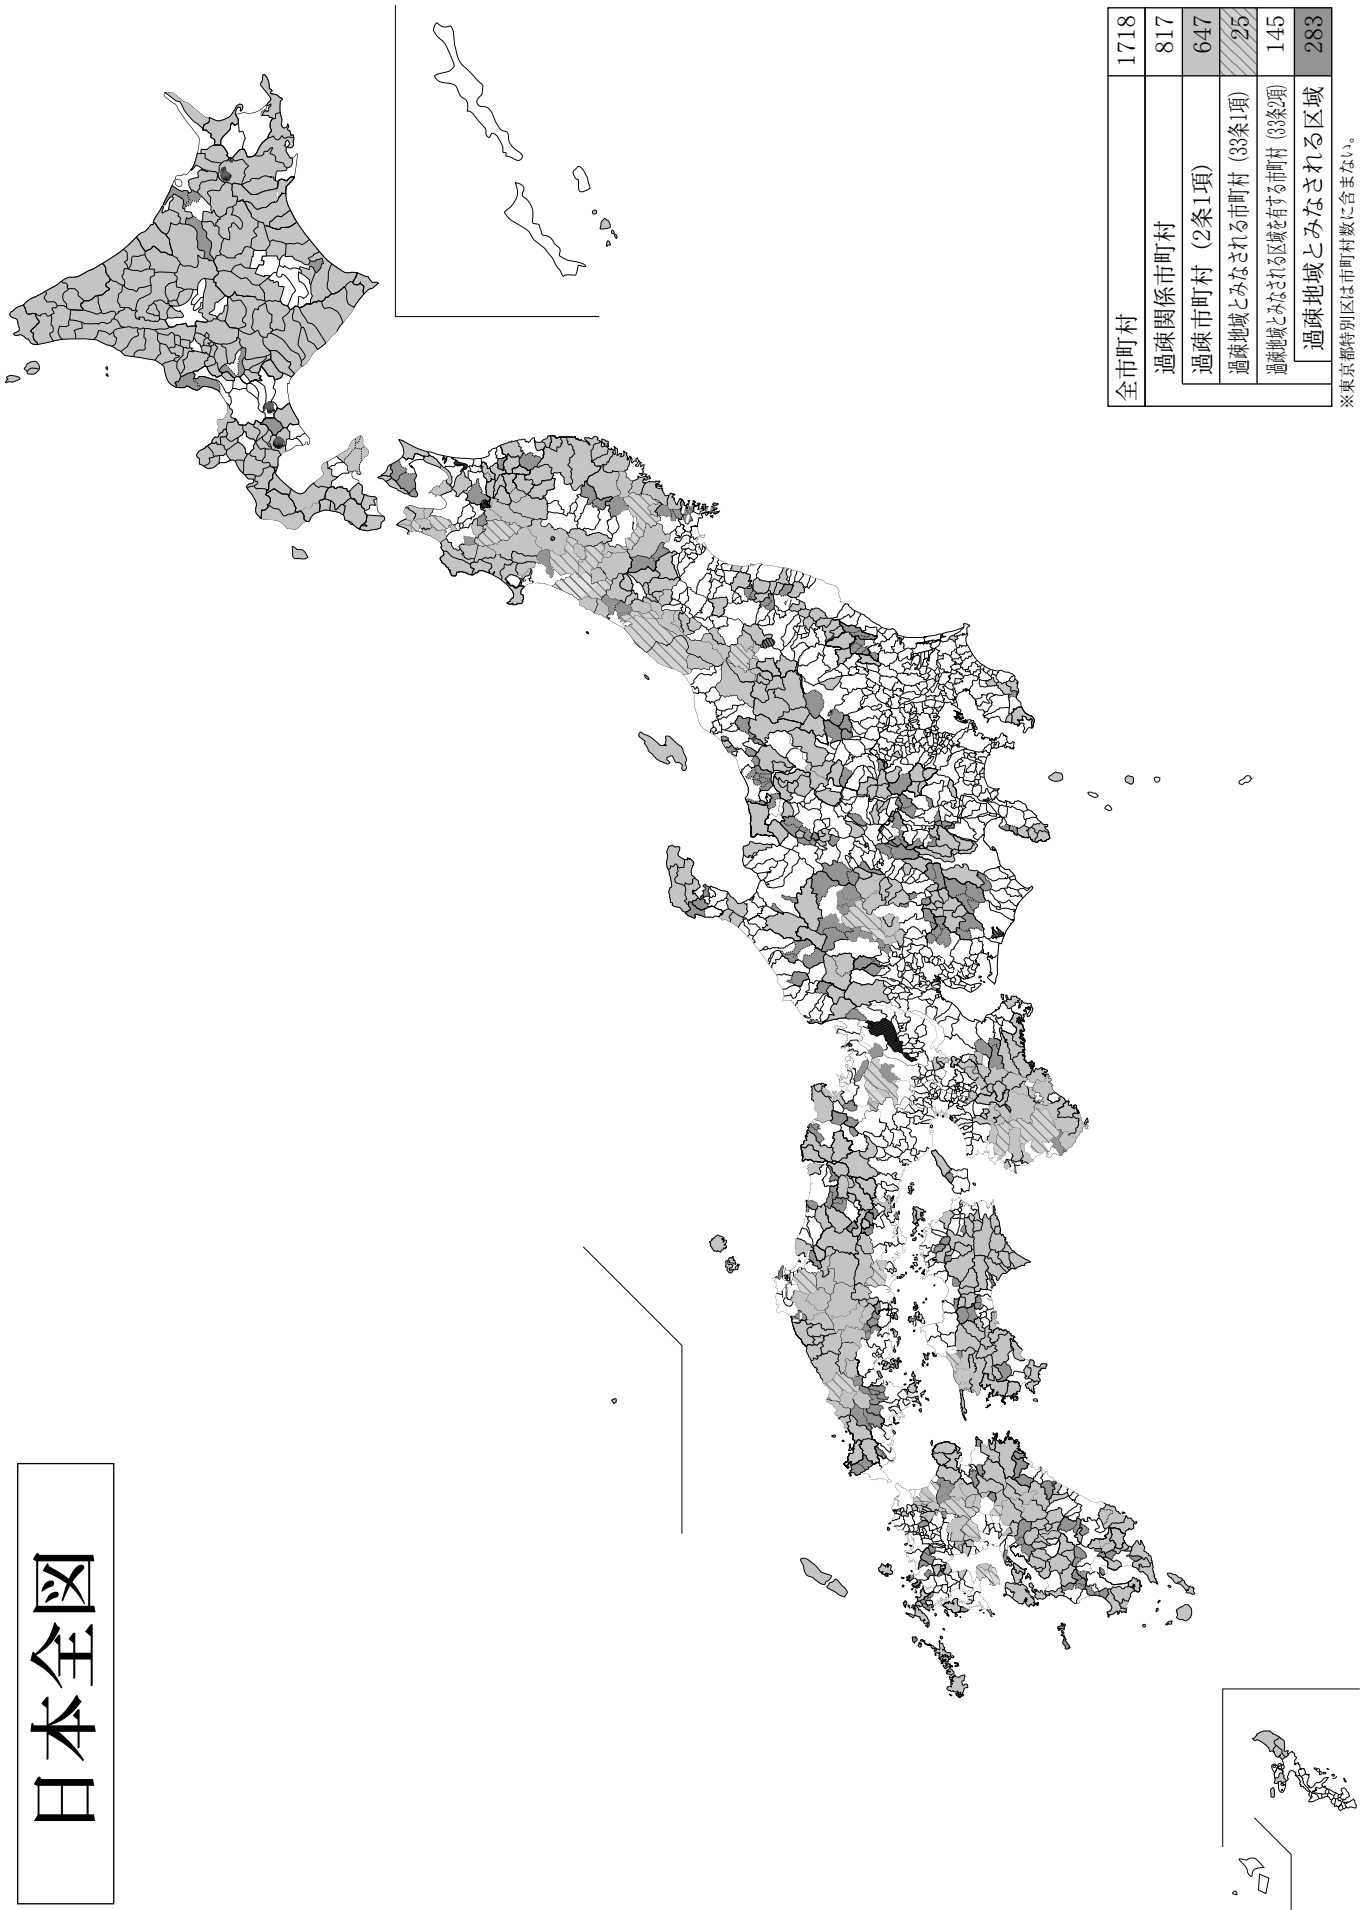 日本全図
全市町村 1718
過疎関係市町村 817
過疎市町村（2条1項） 647
過疎地域とみなされる市町村（33条1項） 25
過疎地域とみなされる区域を有する市町村（33条2項） 145
過疎地域とみなされる区域 283
※東京都特別区は市町村数に含まない。